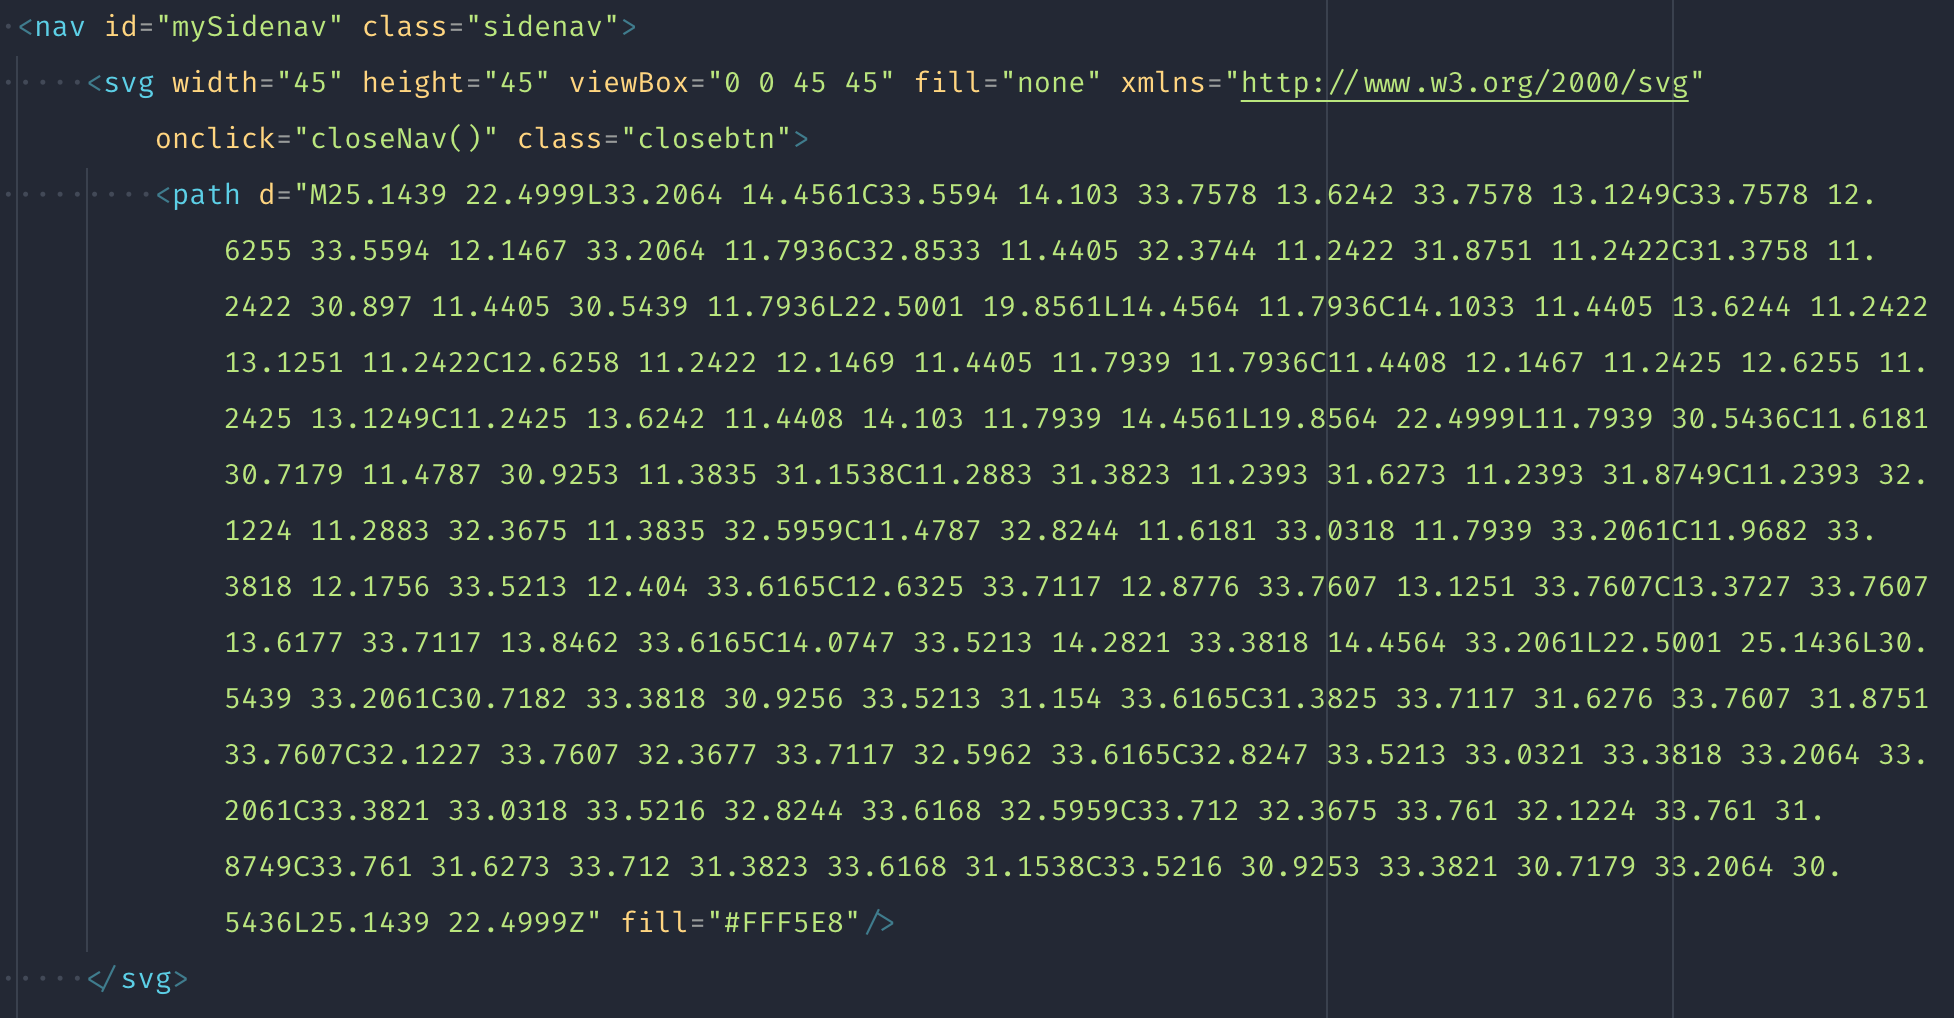 <nav id="mySidenav" class="sidenav">
<svg width="45" height="45" viewBox="0 0 45 45" fill="none" xmlns="http://www.w3.org/2000/svg"
onclick="closeNav()" class="closebtn">
<path d="M25.1439 22.4999L33.2064 14.4561C33.5594 14.103 33.7578 13.6242 33.7578 13.1249C33.7578 12.
6255 33.5594 12.1467 33.2064 11.7936C32.8533 11.4405 32.3744 11.2422 31.8751 11.2422C31.3758 11.
2422 30.897 11.4405 30.5439 11.7936L22.5001 19.8561L14.4564 11.7936C14.1033 11.4405 13.6244 11.2422
13.1251 11.2422C12.6258 11.2422 12.1469 11.4405 11.7939 11.7936C11.4408 12.1467 11.2425 12.6255 11.
2425 13.1249C11.2425 13.6242 11.4408 14.103 11.7939 14.4561L19.8564 22.4999L11.7939 30.5436C11.6181
30.7179 11.4787 30.9253 11.3835 31.1538C11.2883 31.3823 11.2393 31.6273 11.2393 31.8749C11.2393 32.
1224 11.2883 32.3675 11.3835 32.5959C11.4787 32.8244 11.6181 33.0318 11.7939 33.2061C11.9682 33.
3818 12.1756 33.5213 12.404 33.6165C12.6325 33.7117 12.8776 33.7607 13.1251 33.7607C13.3727 33.7607
13.6177 33.7117 13.8462 33.6165C14.0747 33.5213 14.2821 33.3818 14.4564 33.2061L22.5001 25.1436L30.
5439 33.2061C30.7182 33.3818 30.9256 33.5213 31.154 33.6165C31.3825 33.7117 31.6276 33.7607 31.8751
33.7607C32.1227 33.7607 32.3677 33.7117 32.5962 33.6165C32.8247 33.5213 33.0321 33.3818 33.2064 33.
2061C33.3821 33.0318 33.5216 32.8244 33.6168 32.5959C33.712 32.3675 33.761 32.1224 33.761 31.
8749C33.761 31.6273 33.712 31.3823 33.6168 31.1538C33.5216 30.9253 33.3821 30.7179 33.2064 30.
5436L25.1439 22.4999Z" fill="#FFF5E8"/>
</svg>